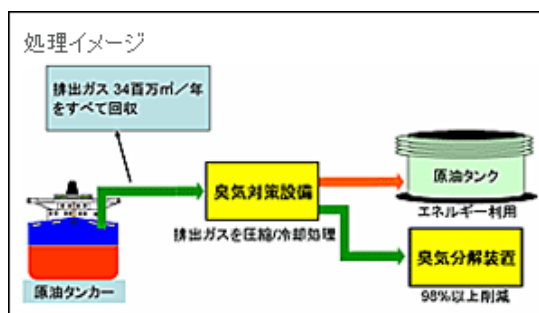 処理イメージ
排出ガス 34百万㎥／年
をすべて回収
臭気対策設備
排出ガスを圧縮/冷却処理
原油タンク
エネルギー利用
臭気分解装置
98%以上削減
原油タンカー